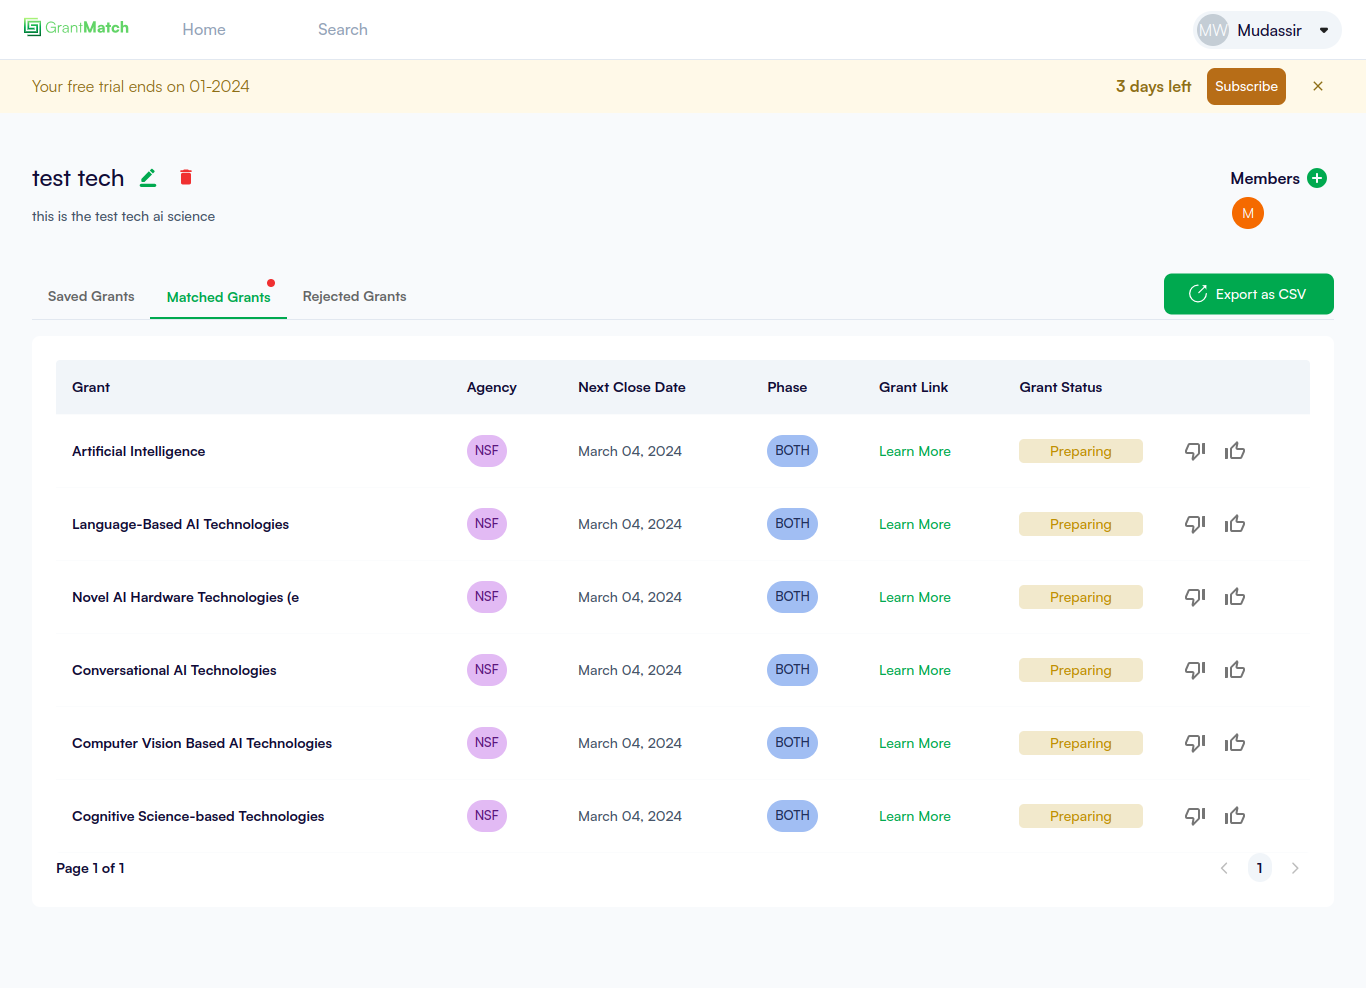 GrantMatch
Home
Search
MW
Mudassir
Your free trial ends on 01-2024
3 days left
Subscribe
test tech
Members
this is the test tech ai science
M
Saved Grants
Matched Grants
Rejected Grants
Export as CSV
Grant Agency Next Close Date Phase Grant Link Grant Status
Artificial Intelligence NSF March 04, 2024 BOTH Learn More Preparing
Language-Based AI Technologies NSF March 04, 2024 BOTH Learn More Preparing
Novel AI Hardware Technologies (e NSF March 04, 2024 BOTH Learn More Preparing
Conversational AI Technologies NSF March 04, 2024 BOTH Learn More Preparing
Computer Vision Based AI Technologies NSF March 04, 2024 BOTH Learn More Preparing
Cognitive Science-based Technologies NSF March 04, 2024 BOTH Learn More Preparing
Page 1 of 1
1